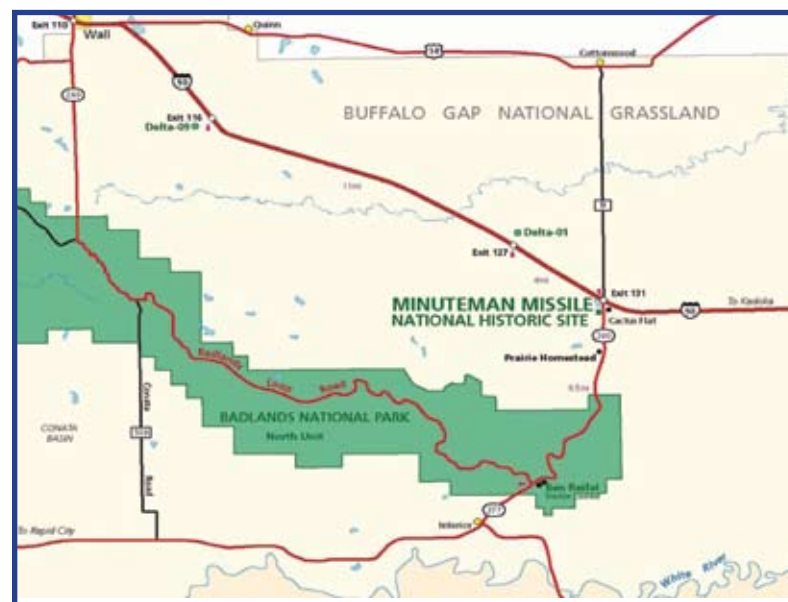 Exit 110
Wall
Quinn
14
Cottonwood
240
90
Exit 116
Delta-09
BUFFALO GAP NATIONAL GRASSLAND
11mi
Delta-01
Exit 127
4mi
Exit 131
MINUTEMAN MISSILE
NATIONAL HISTORIC SITE
Cactus Flat
90
To Kadoka
240
Prairie Homestead
Badlands
Loop
Road
BADLANDS NATIONAL PARK
North Unit
CONATA
BASIN
Conata
Road
Ben Reifel
377
Interior
To Rapid City
White River